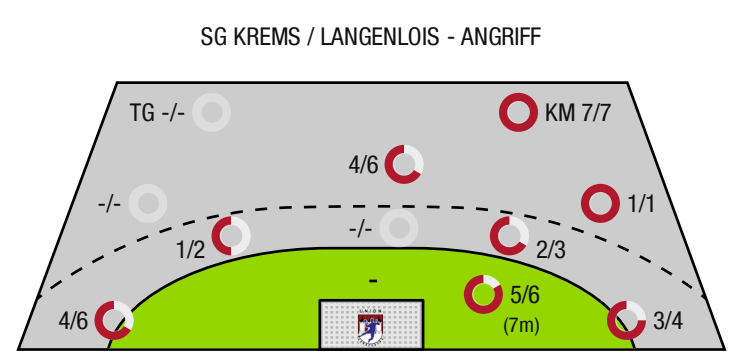 SG KREMS / LANGENLOIS - ANGRIFF
TG -/-
KM 7/7
4/6
-/-
1/1
-/-
1/2
2/3
-
5/6
(7m)
4/6
3/4
UNION